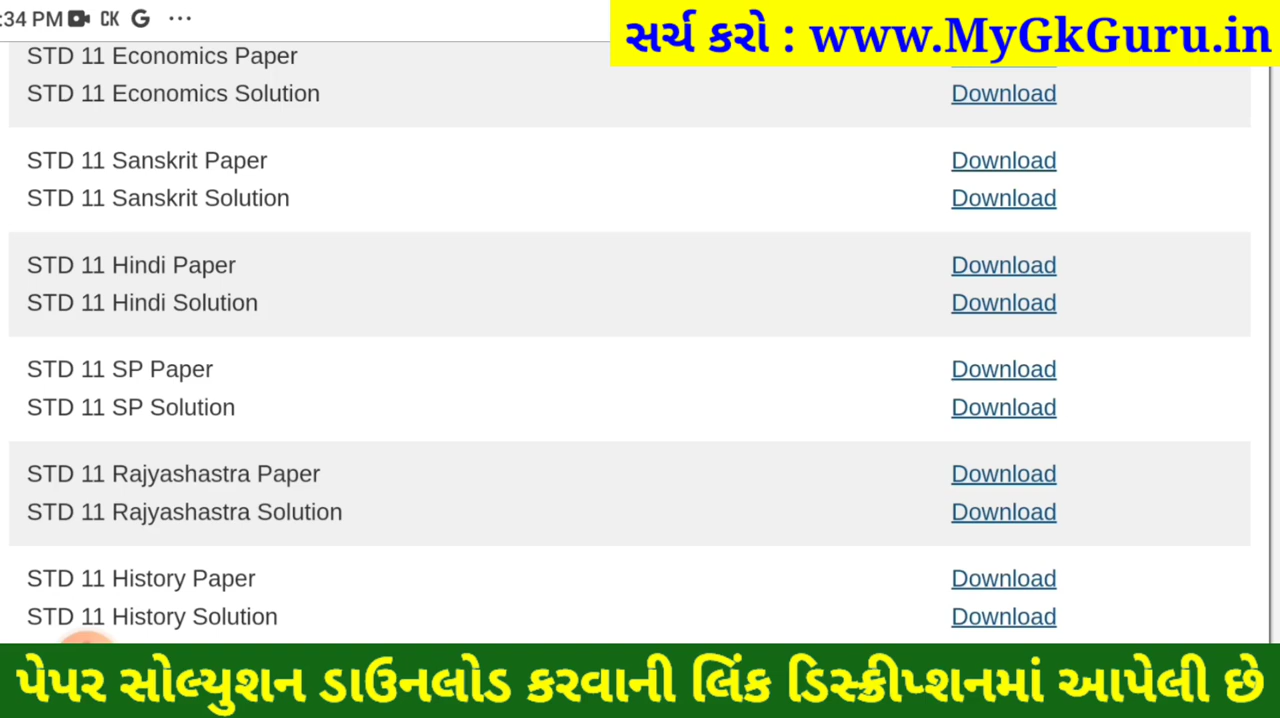 :34 PM CK G ...
સર્ચ કરો : www.MyGkGuru.in
STD 11 Economics Paper
STD 11 Economics Solution Download
STD 11 Sanskrit Paper Download
STD 11 Sanskrit Solution Download
STD 11 Hindi Paper Download
STD 11 Hindi Solution Download
STD 11 SP Paper Download
STD 11 SP Solution Download
STD 11 Rajyashastra Paper Download
STD 11 Rajyashastra Solution Download
STD 11 History Paper Download
STD 11 History Solution Download
પેપર સોલ્યુશન ડાઉનલોડ કરવાની લિંક ડિસ્ક્રીપ્શનમાં આપેલી છે